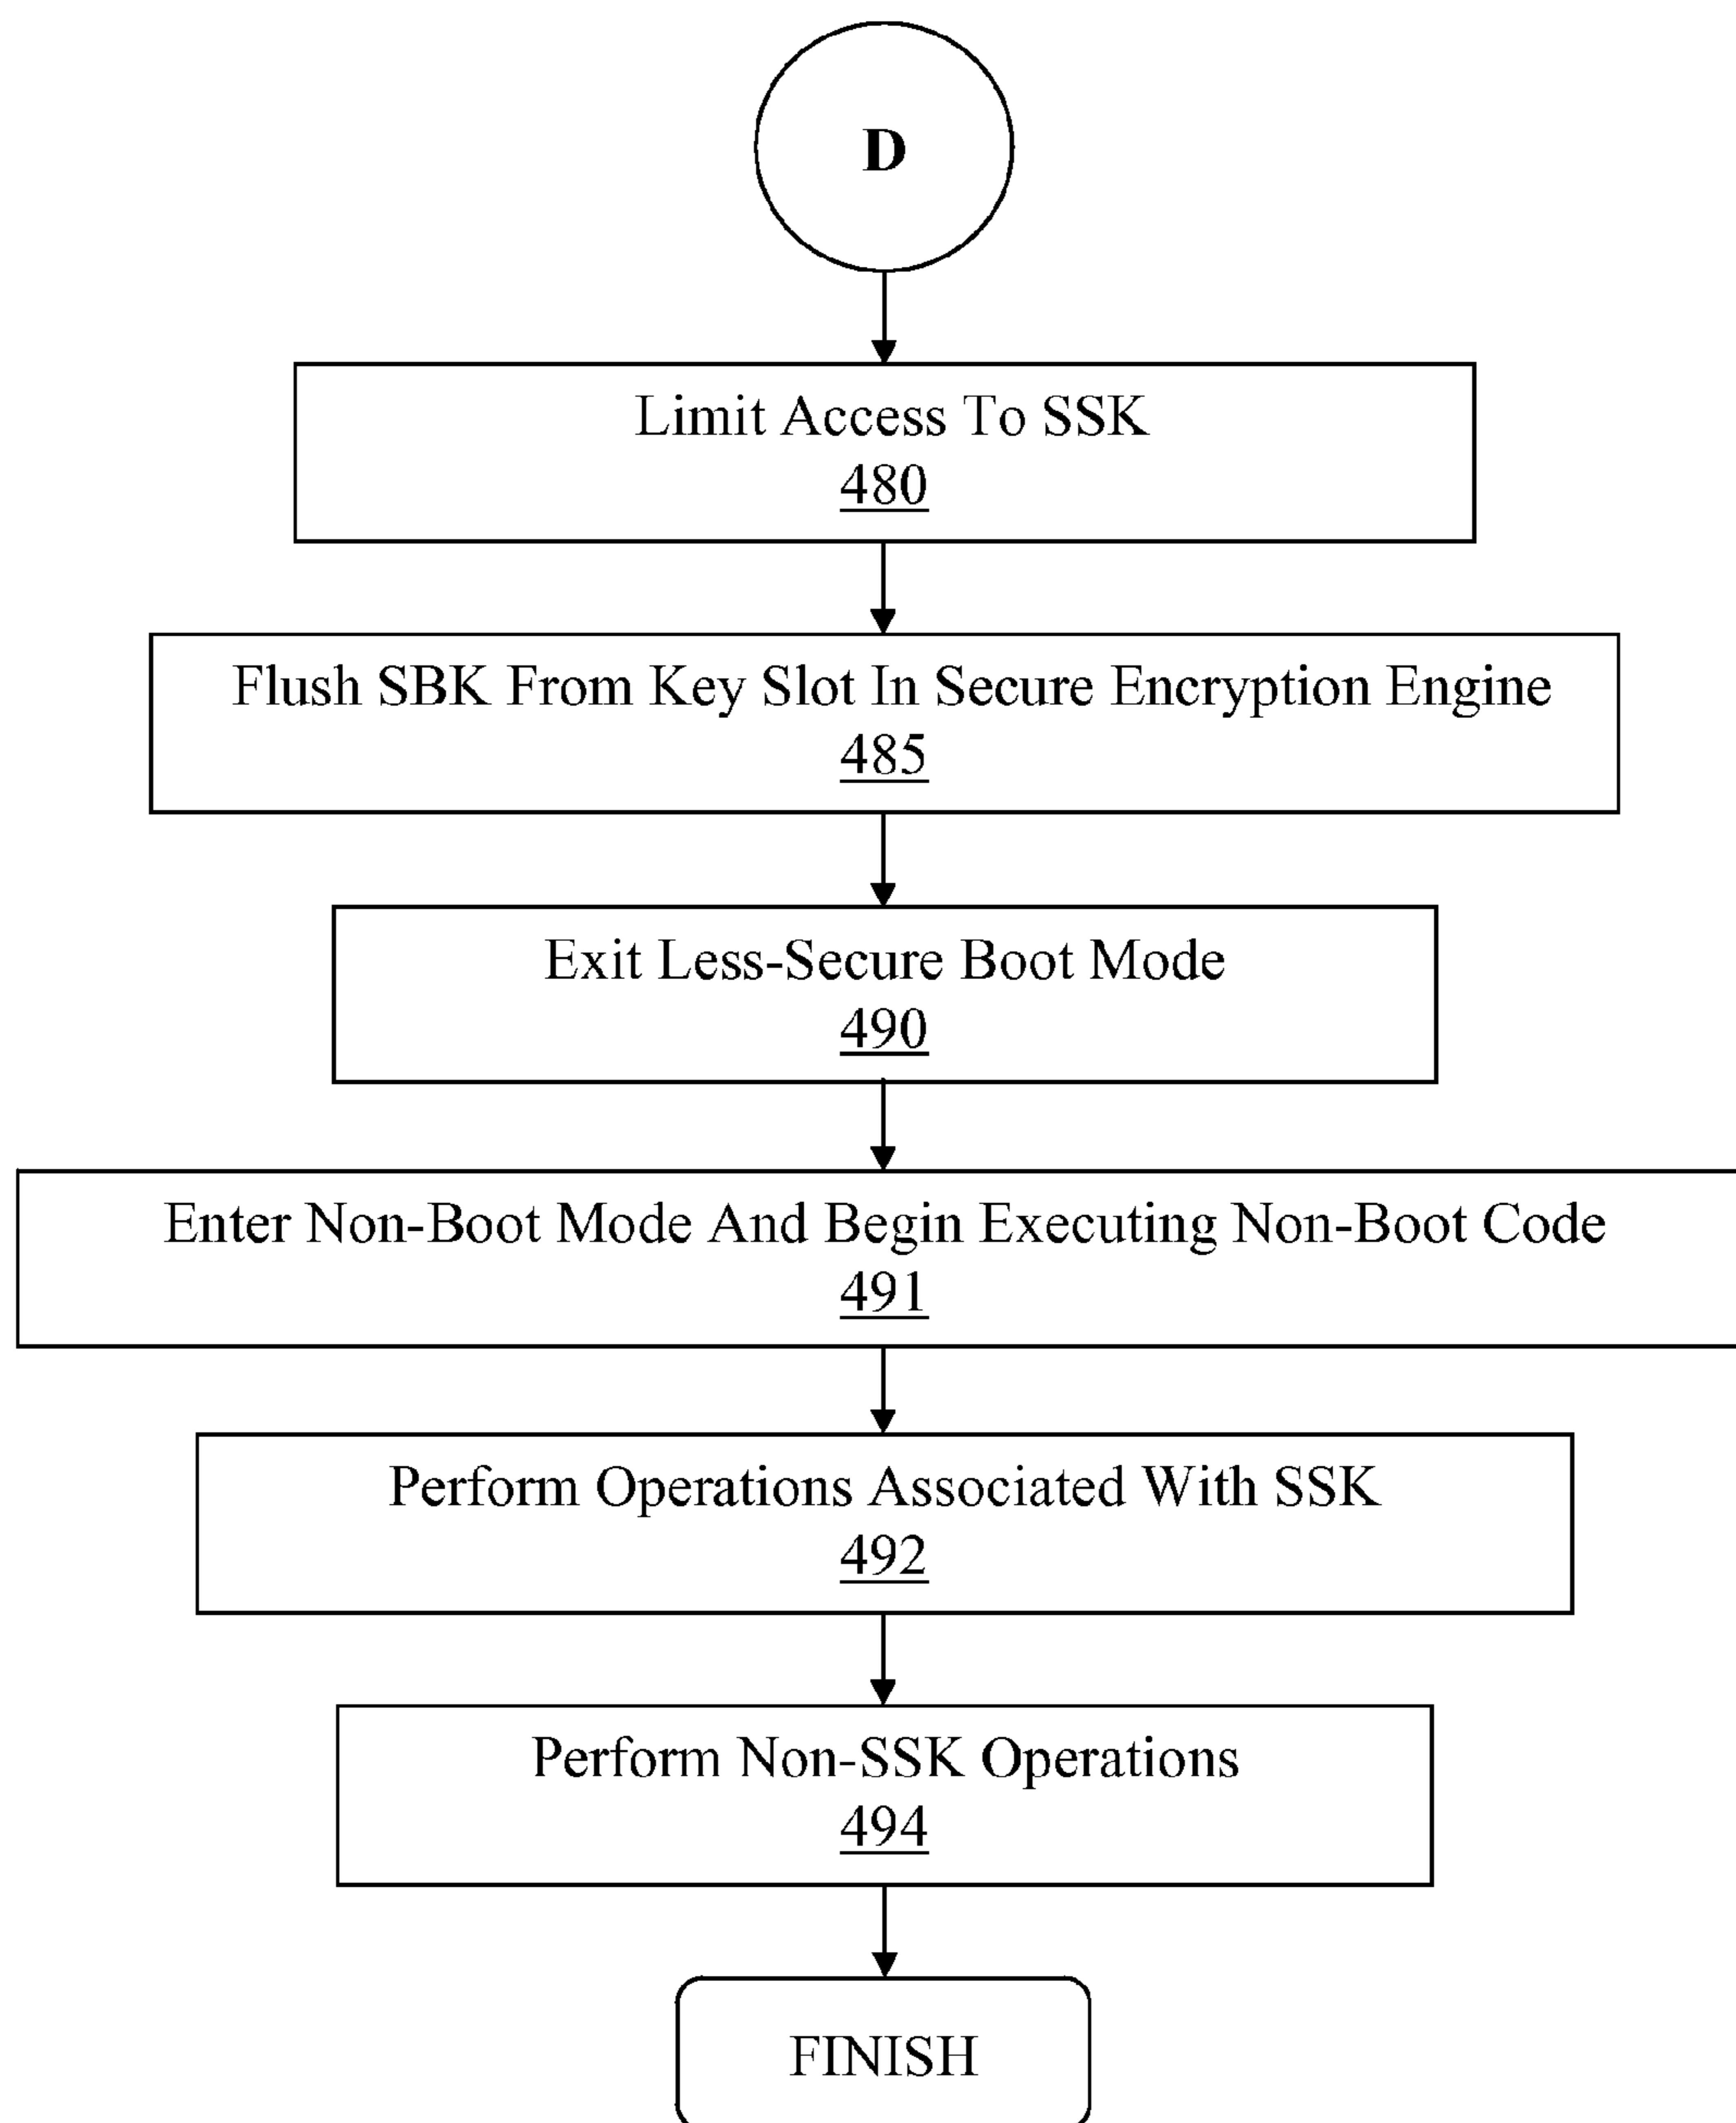 D
Limit Access To SSK
480
Flush SBK From Key Slot In Secure Encryption Engine
485
Exit Less-Secure Boot Mode
490
Enter Non-Boot Mode And Begin Executing Non-Boot Code
491
Perform Operations Associated With SSK
492
Perform Non-SSK Operations
494
FINISH